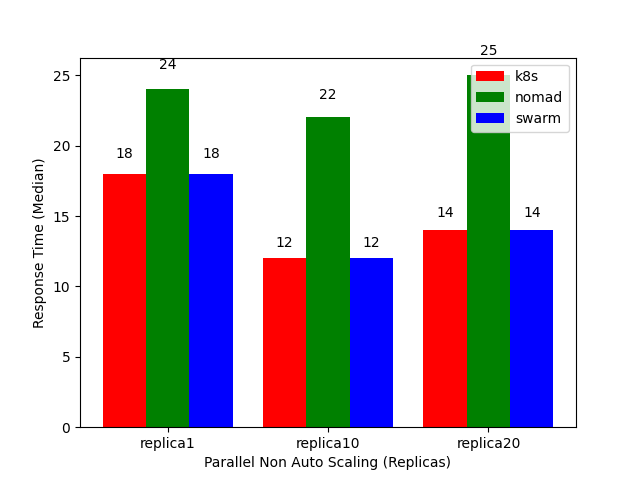 25
24
k8s
nomad
swarm
25
22
20
18
18
15
14
14
12
12
10
5
0
replica1
replica10
replica20
Response Time (Median)
Parallel Non Auto Scaling (Replicas)